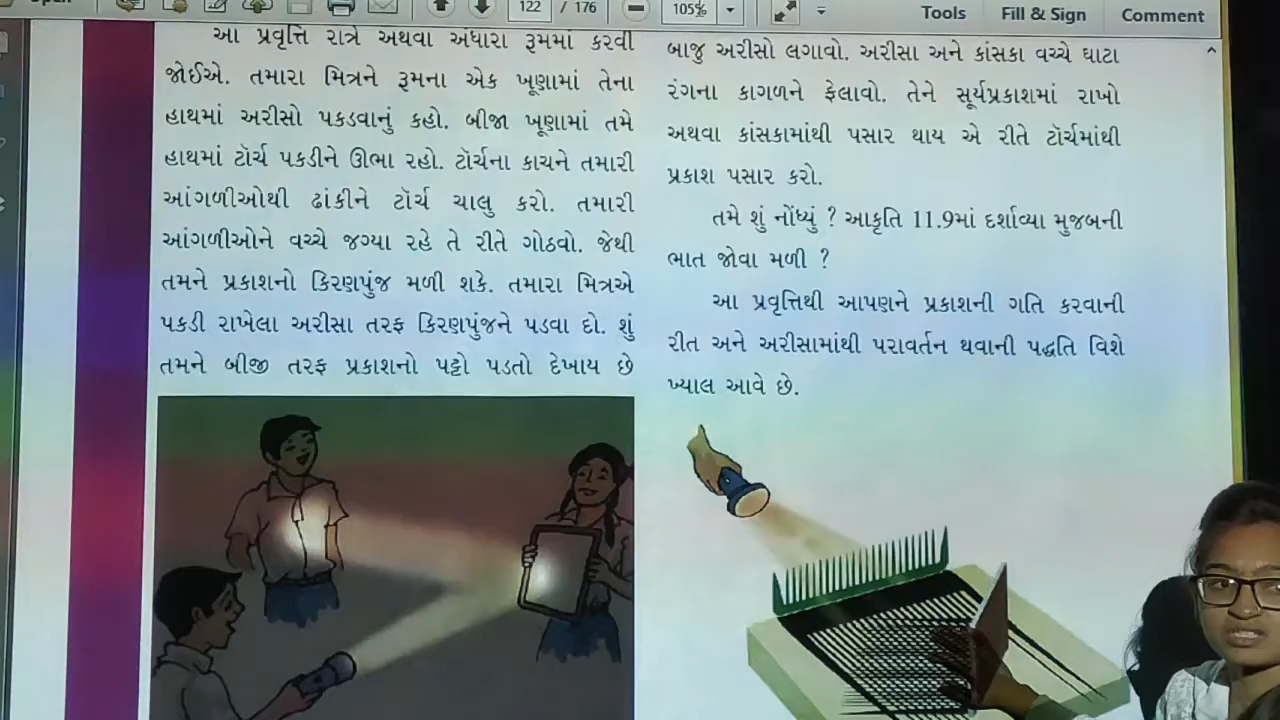 122 / 176
105%
Tools Fill & Sign Comment
આ પ્રવૃત્તિ રાત્રે અથવા અંધારા રૂમમાં કરવી
જોઈએ. તમારા મિત્રને રૂમના એક ખૂણામાં તેના
હાથમાં અરીસો પકડવાનું કહો. બીજા ખૂણામાં તમે
હાથમાં ટૉર્ચ પકડીને ઊભા રહો. ટૉર્ચના કાચને તમારી
આંગળીઓથી ઢાંકીને ટૉર્ચ ચાલુ કરો. તમારી
આંગળીઓને વચ્ચે જગ્યા રહે તે રીતે ગોઠવો. જેથી
તમને પ્રકાશનો કિરણપુંજ મળી શકે. તમારા મિત્રએ
પકડી રાખેલા અરીસા તરફ કિરણપુંજને પડવા દો. શું
તમને બીજી તરફ પ્રકાશનો પટ્ટો પડતો દેખાય છે
બાજુ અરીસો લગાવો. અરીસા અને કાંસકા વચ્ચે ઘાટા
રંગના કાગળને ફેલાવો. તેને સૂર્યપ્રકાશમાં રાખો
અથવા કાંસકામાંથી પસાર થાય એ રીતે ટૉર્ચમાંથી
પ્રકાશ પસાર કરો.
તમે શું નોંધ્યું ? આકૃતિ 11.9માં દર્શાવ્યા મુજબની
ભાત જોવા મળી ?
આ પ્રવૃત્તિથી આપણને પ્રકાશની ગતિ કરવાની
રીત અને અરીસામાંથી પરાવર્તન થવાની પદ્ધતિ વિશે
ખ્યાલ આવે છે.